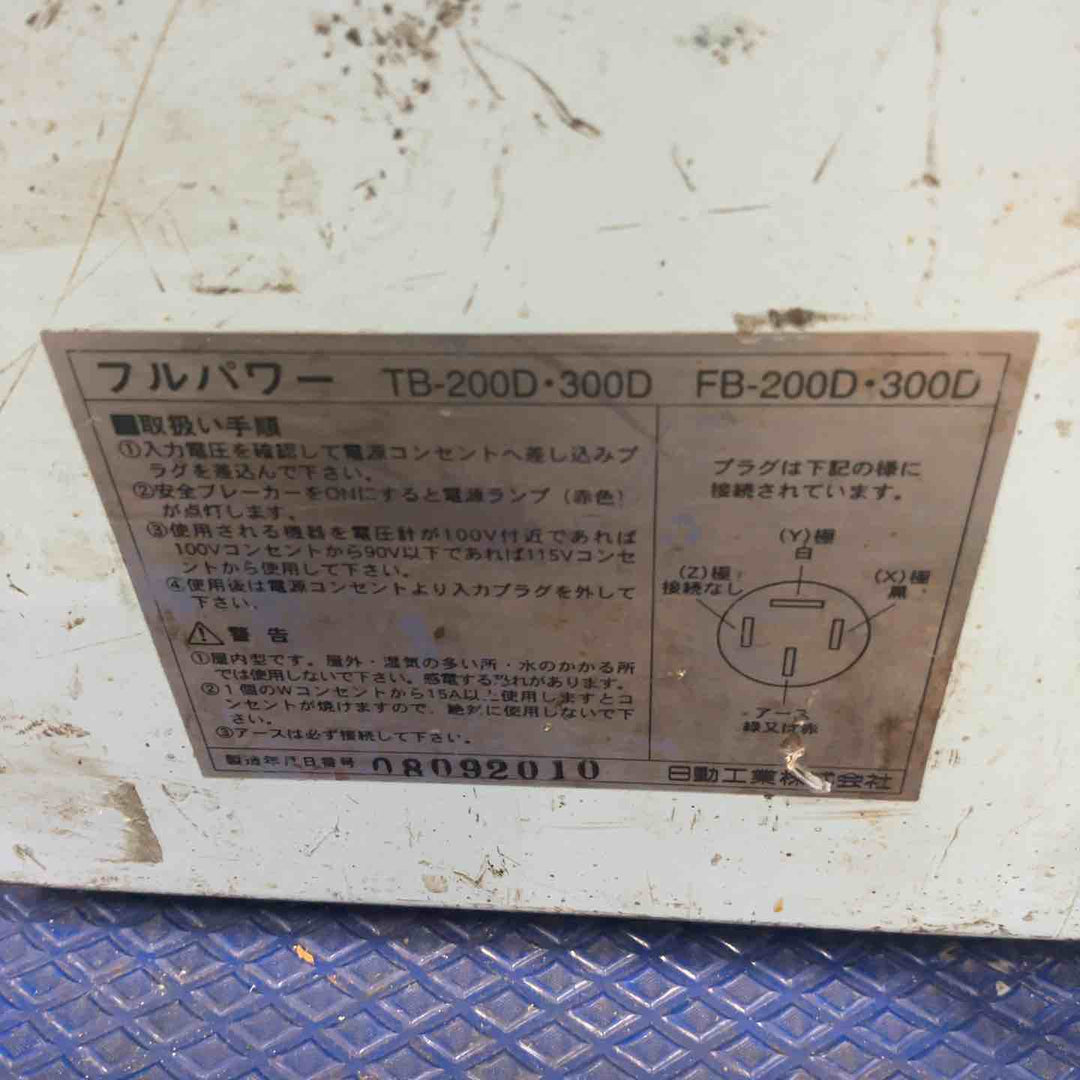 フルパワー TB-200D・300D FB-200D・300D
■取扱い手順
①入力電圧を確認して電源コンセントへ差し込みプ
ラグを差込んで下さい。
②安全ブレーカーをONにすると電源ランプ（赤色）
が点灯します。
③使用される機器を電圧計が100V付近であれば
100Vコンセントから90V以下であれば115Vコンセ
ントから使用して下さい。
④使用後は電源コンセントより入力プラグを外して
下さい.
⚠警告
①屋内型です。屋外・湿気の多い所・水のかかる所
では使用しないで下さい。感電する恐れがあります。
②1個のWコンセントから15A以上使用しますとコ
ンセントが焼けますので、絶対に使用しないで下
さい。
③アースは必ず接続して下さい。
プラグは下記の様に
接続されています。
(Y)極
白
(Z)極
接続なし
(X)極
黒
アース
緑又は赤
製造年月日番号 08092010 日動工業株式会社